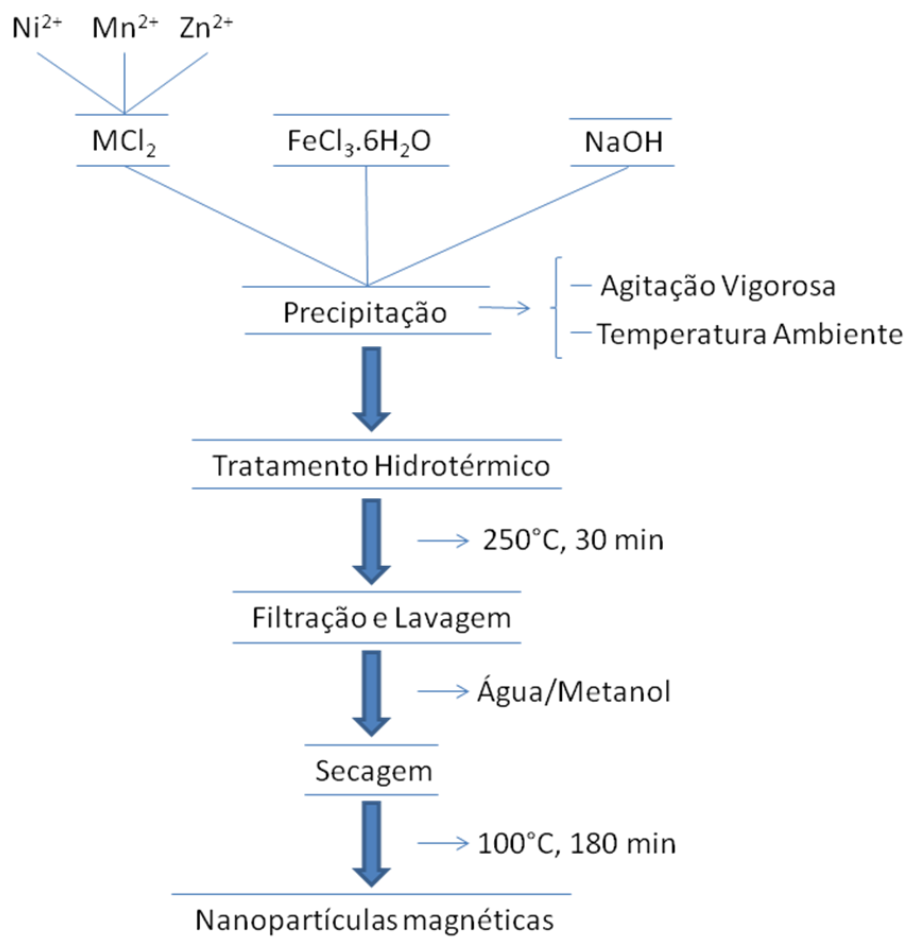 Ni²⁺ Mn²⁺ Zn²⁺
MCl₂ FeCl₃.6H₂O NaOH
Precipitação
Agitação Vigorosa
Temperatura Ambiente
Tratamento Hidrotérmico
250°C, 30 min
Filtração e Lavagem
Água/Metanol
Secagem
100°C, 180 min
Nanopartículas magnéticas